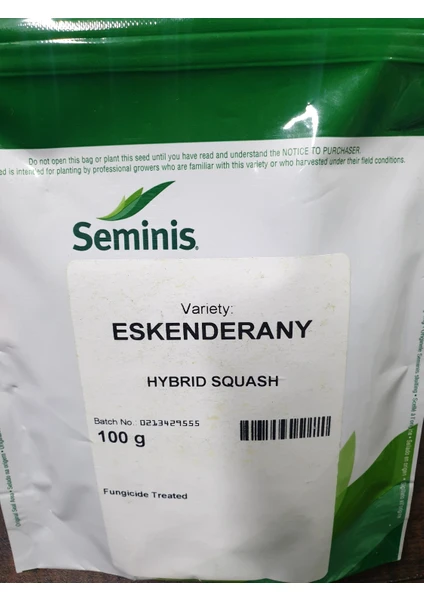 Do not open this bag or plant this seed until you have read and understand the NOTICE TO PURCHASER.
is intended for planting by professional growers who are familiar with this variety or who harvested under their field conditions.
Seminis
Variety:
ESKENDERANY
HYBRID SQUASH
Batch No.: 0213429555
100 g
Fungicide Treated